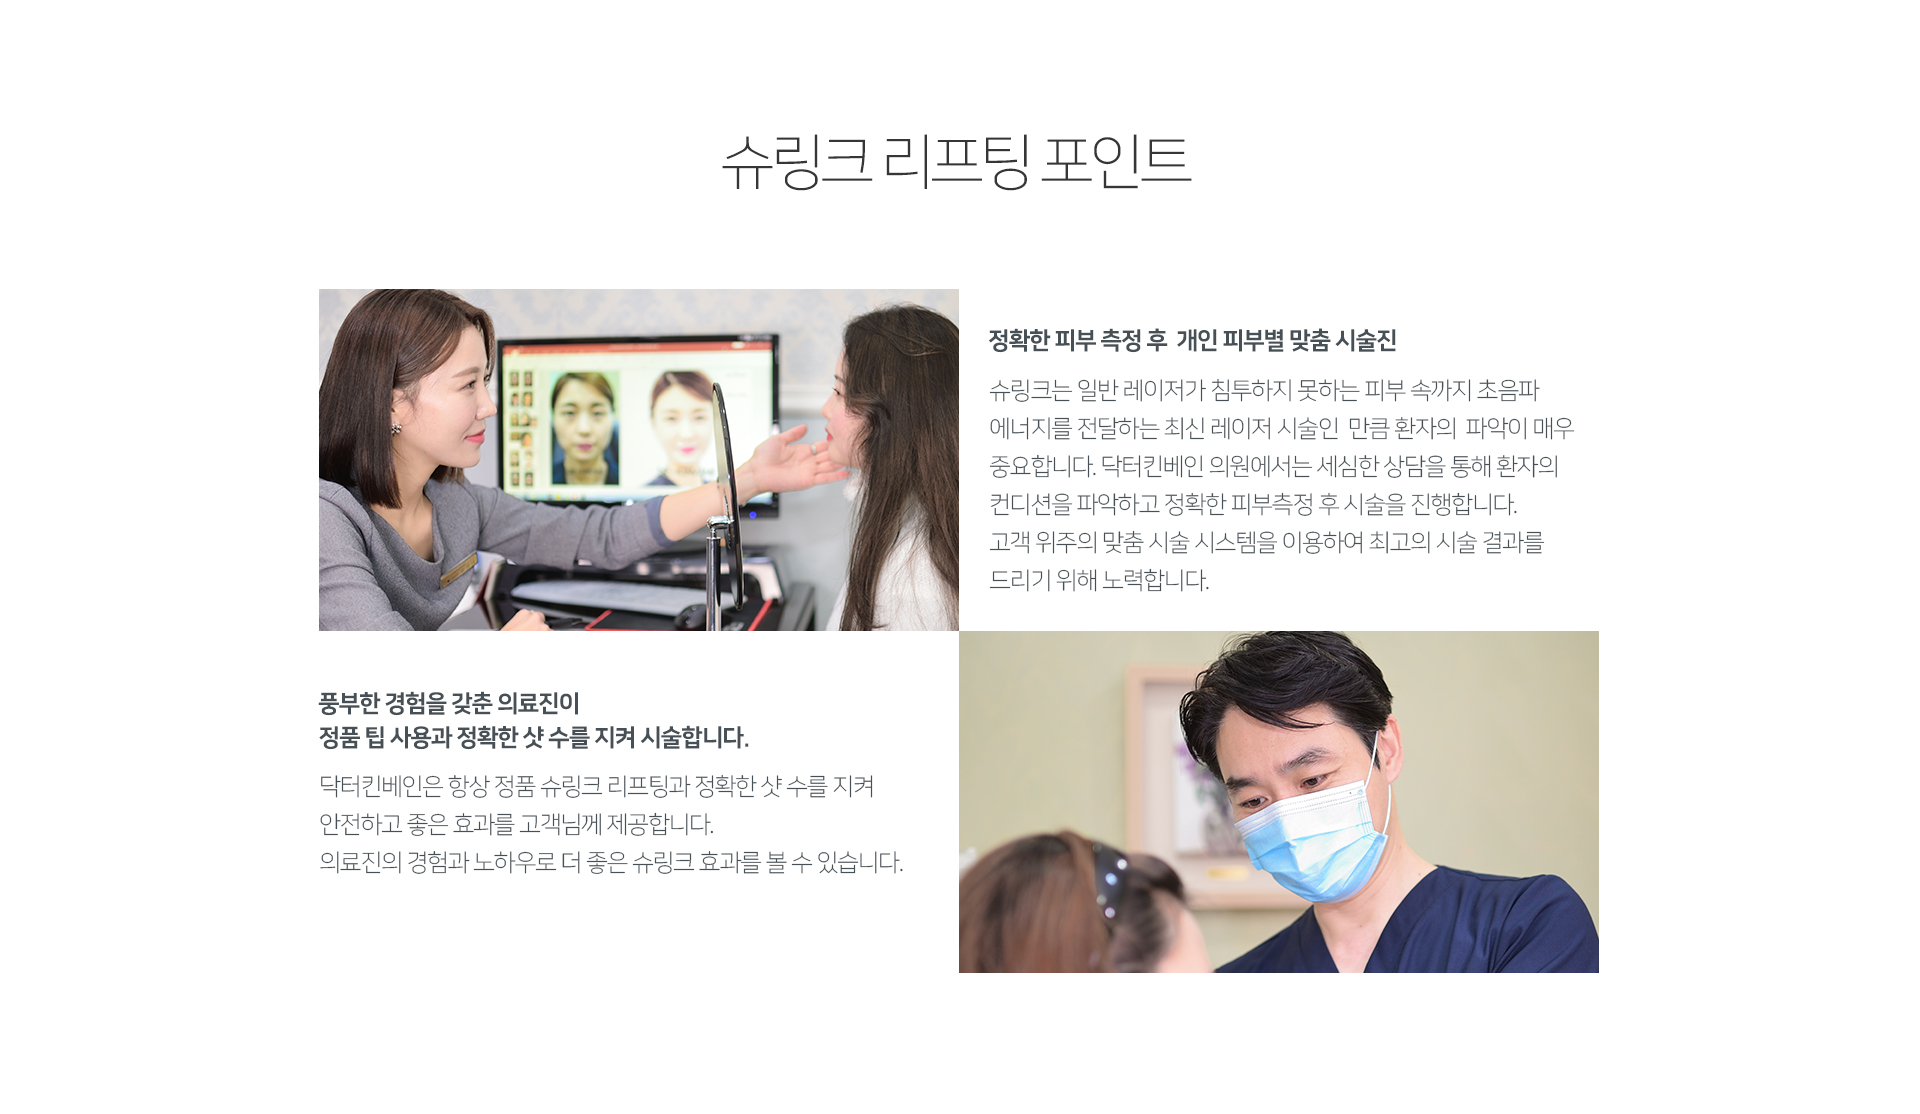 슈링크 리프팅 포인트
정확한 피부 측정 후 개인 피부별 맞춤 시술진
슈링크는 일반 레이저가 침투하지 못하는 피부 속까지 초음파
에너지를 전달하는 최신 레이저 시술인 만큼 환자의 파악이 매우
중요합니다. 닥터킨베인 의원에서는 세심한 상담을 통해 환자의
컨디션을 파악하고 정확한 피부측정 후 시술을 진행합니다.
고객 위주의 맞춤 시술 시스템을 이용하여 최고의 시술 결과를
드리기 위해 노력합니다.
풍부한 경험을 갖춘 의료진이
정품 팁 사용과 정확한 샷 수를 지켜 시술합니다.
닥터킨베인은 항상 정품 슈링크 리프팅과 정확한 샷 수를 지켜
안전하고 좋은 효과를 고객님께 제공합니다.
의료진의 경험과 노하우로 더 좋은 슈링크 효과를 볼 수 있습니다.